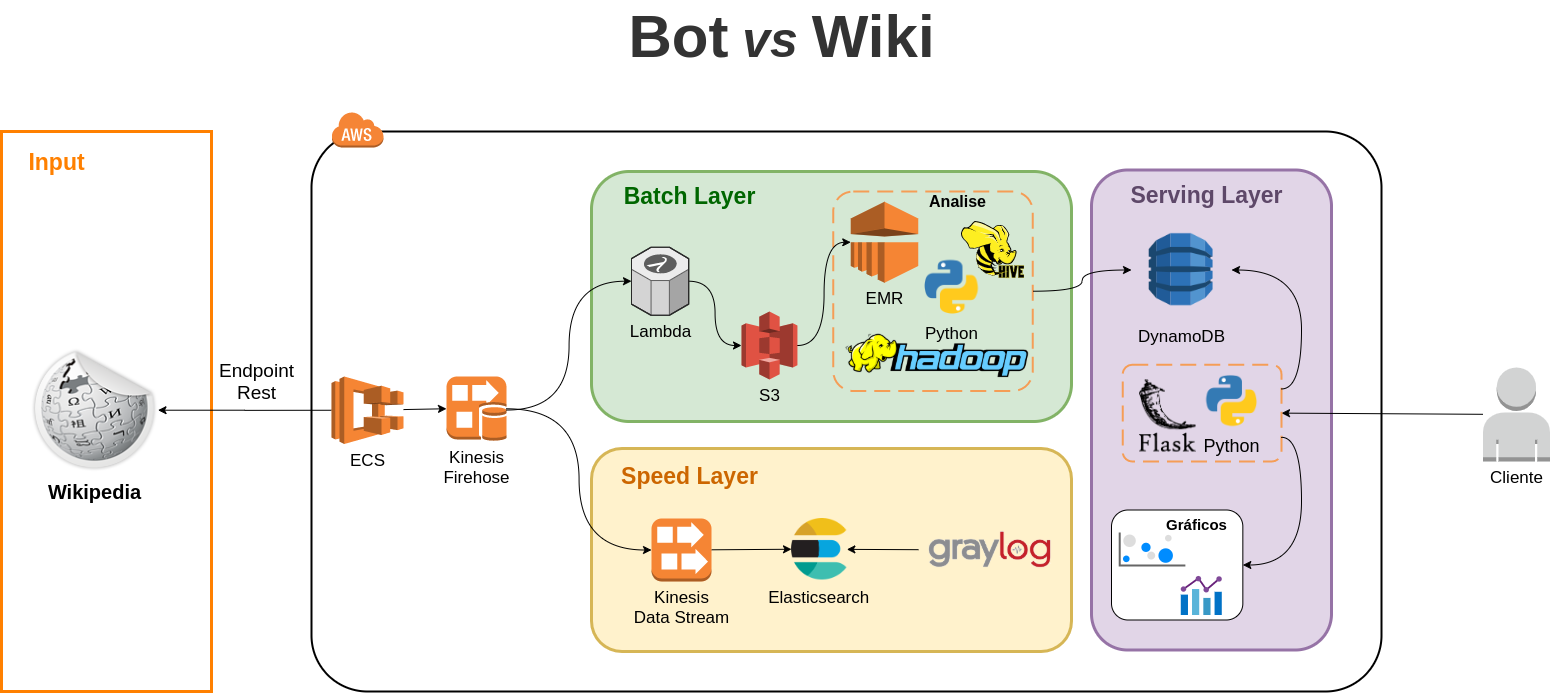 Bot vs Wiki
AWS
Input
Endpoint
Rest
Wikipedia
ECS
Kinesis
Firehose
Batch Layer
Lambda
S3
Analise
EMR
HIVE
Python
hadoop
Speed Layer
Kinesis
Data Stream
Elasticsearch
graylog
Serving Layer
DynamoDB
Flask
Python
Gráficos
Cliente